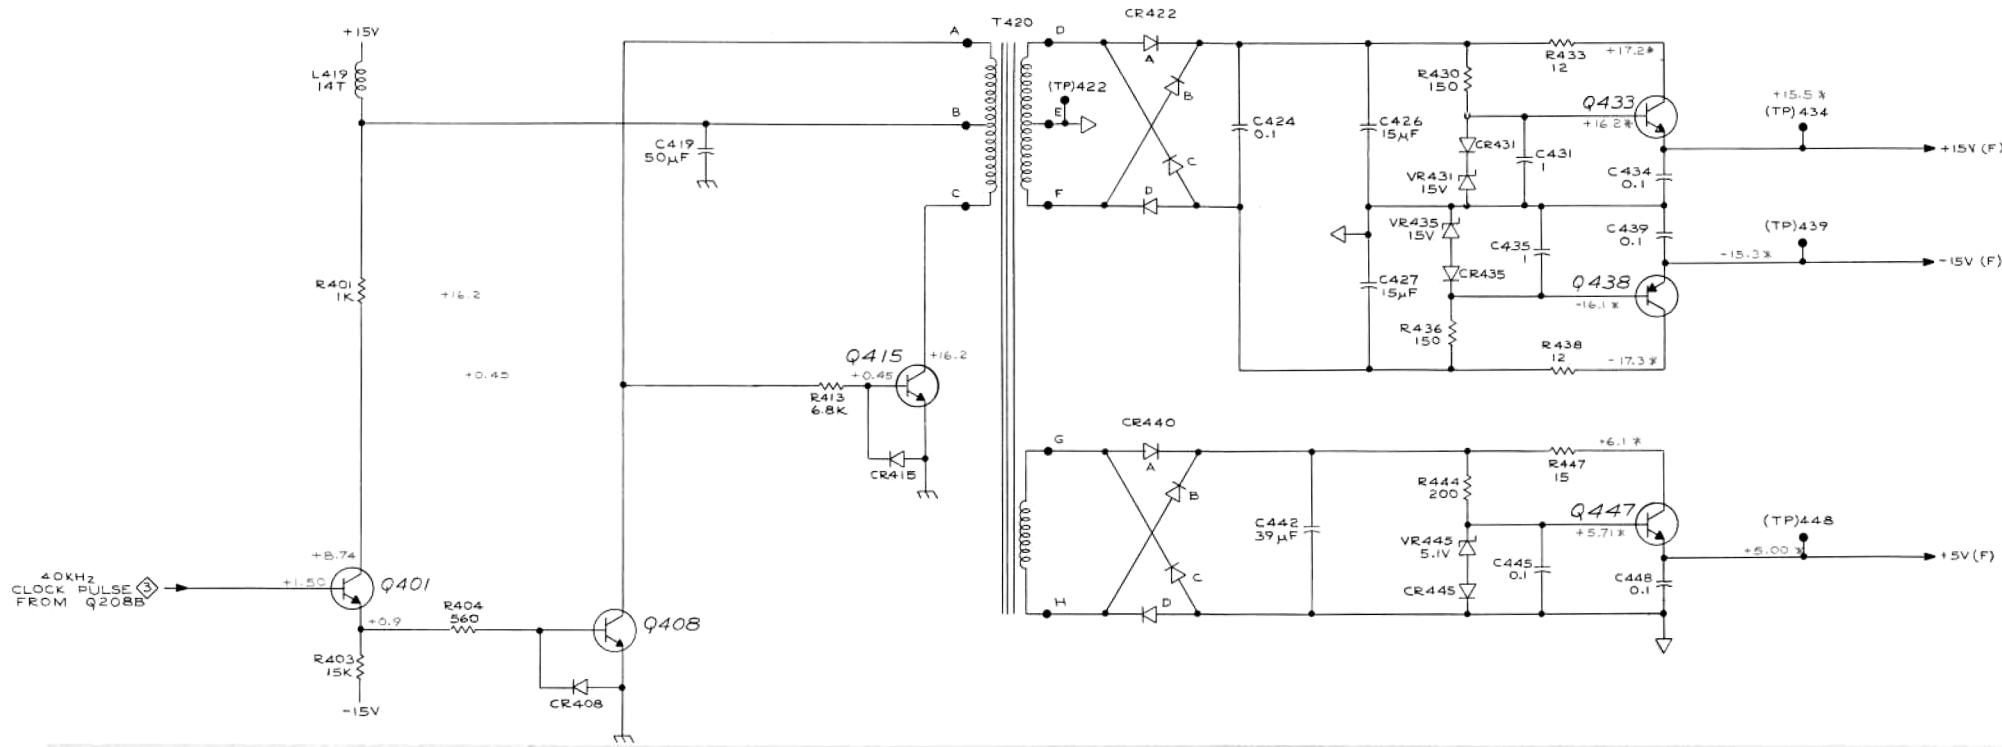 +15V
L419
14T
C419
50µF
R401
1K
+16.2
+0.45
+8.74
+1.50
Q401
40KHZ
CLOCK PULSE 3
FROM Q208B
+0.9
R404
560
R403
15K
-15V
Q408
CR408
Q415
+16.2
+0.45
R413
6.8K
CR415
A
B
C
T420
D
(TP)422
E
F
CR422
A
B
C
D
C424
0.1
C426
15µF
C427
15µF
R430
150
R433
12
+17.2*
Q433
+16.2*
CR431
VR431
15V
C431
1
+15.5*
(TP)434
+15V (F)
C434
0.1
VR435
15V
CR435
C435
1
C439
0.1
(TP)439
-15.3*
-15V (F)
Q438
-16.1*
R436
150
R438
12
-17.3*
G
H
CR440
A
B
C
D
C442
39µF
R444
200
R447
15
+6.1*
Q447
+5.71*
VR445
5.1V
CR445
C445
0.1
C448
0.1
(TP)448
+5.00*
+5V(F)